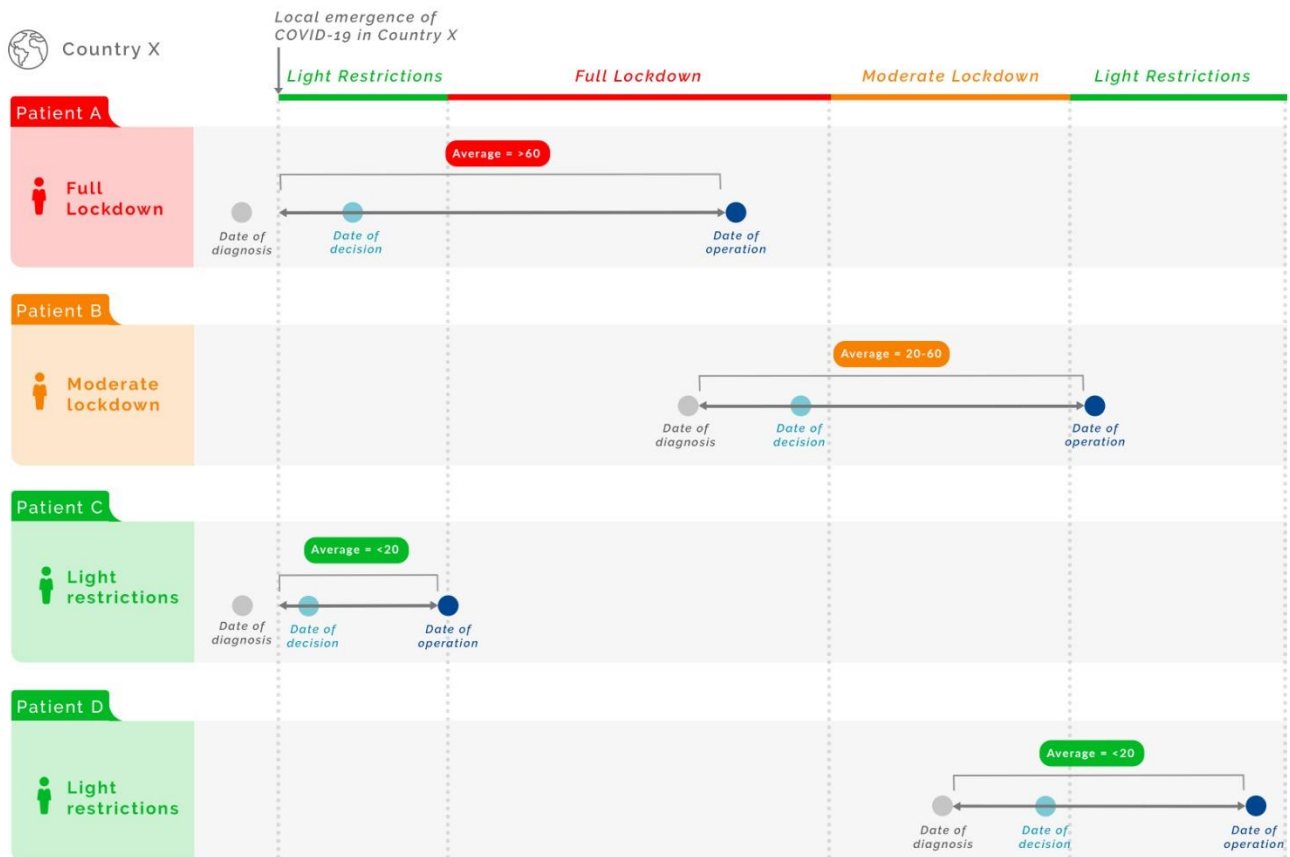 Local emergence of
COVID-19 in Country X
Country X
Light Restrictions
Full Lockdown
Moderate Lockdown
Light Restrictions
Patient A
Full
Lockdown
Average = >60
Date of
diagnosis
Date of
decision
Date of
operation
Patient B
Moderate
lockdown
Average = 20-60
Date of
diagnosis
Date of
decision
Date of
operation
Patient C
Light
restrictions
Average = <20
Date of
diagnosis
Date of
decision
Date of
operation
Patient D
Light
restrictions
Average = <20
Date of
diagnosis
Date of
decision
Date of
operation